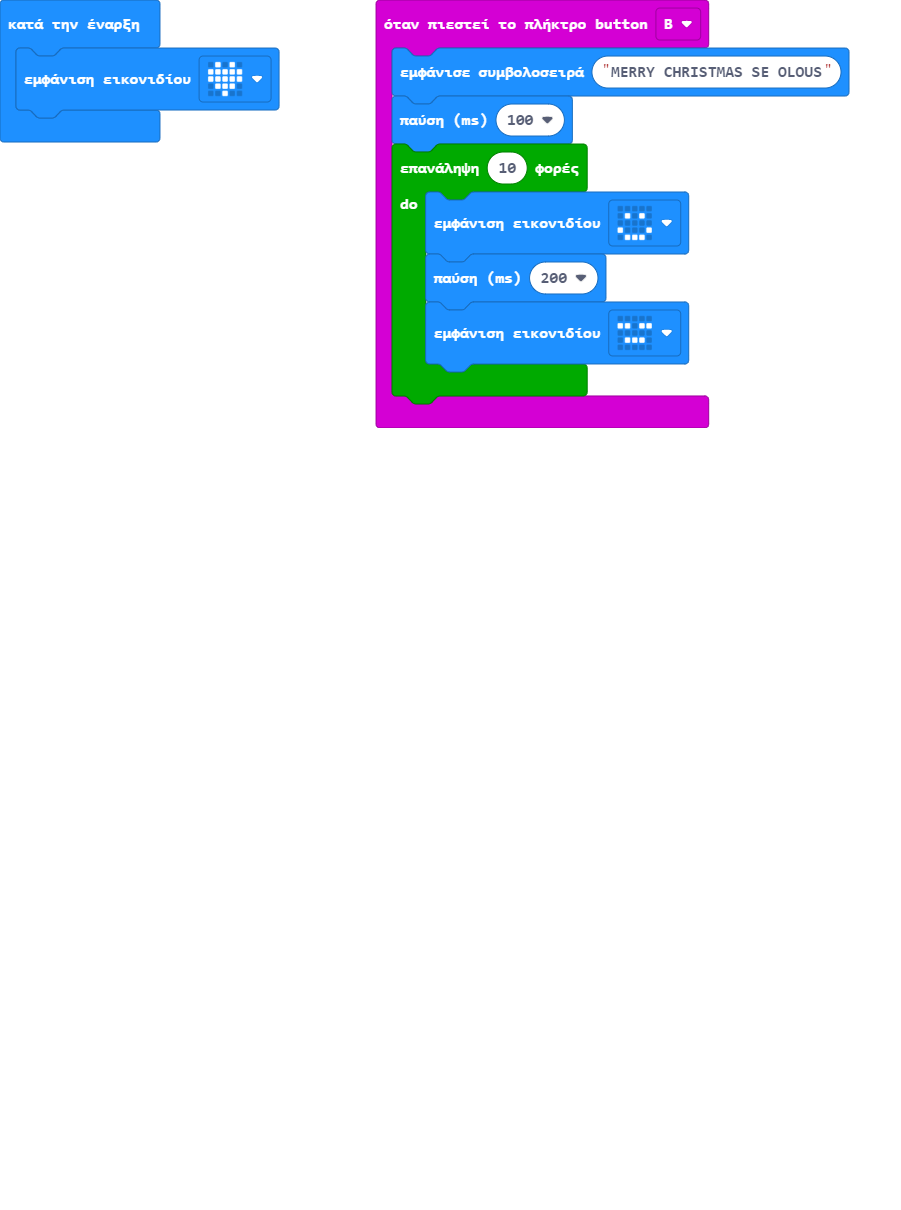 κατά την έναρξη
εμφάνιση εικονιδίου
όταν πιεστεί το πλήκτρο button B
εμφάνισε συμβολοσειρά "MERRY CHRISTMAS SE OLOUS"
παύση (ms) 100
επανάληψη 10 φορές
do
εμφάνιση εικονιδίου
παύση (ms) 200
εμφάνιση εικονιδίου